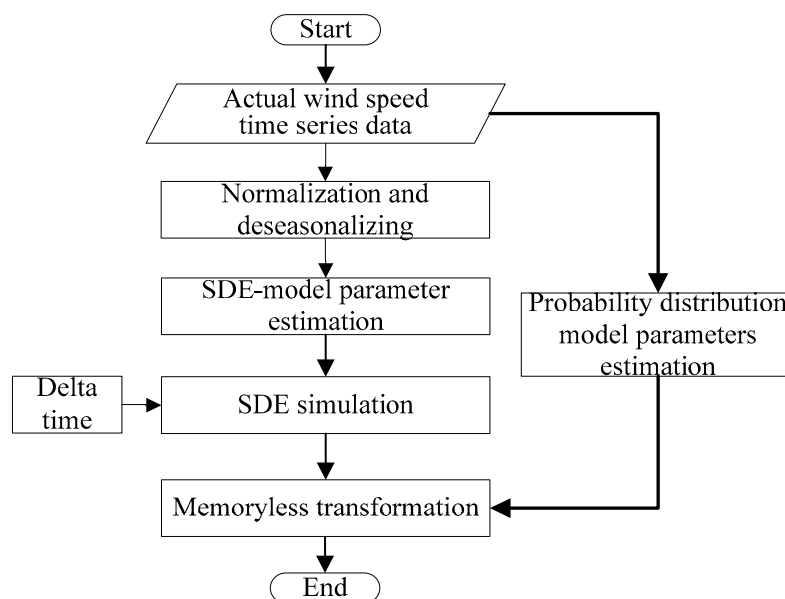 Start
Actual wind speed
time series data
Normalization and
deseasonalizing
SDE-model parameter
estimation
Probability distribution
model parameters
estimation
Delta
time
SDE simulation
Memoryless transformation
End